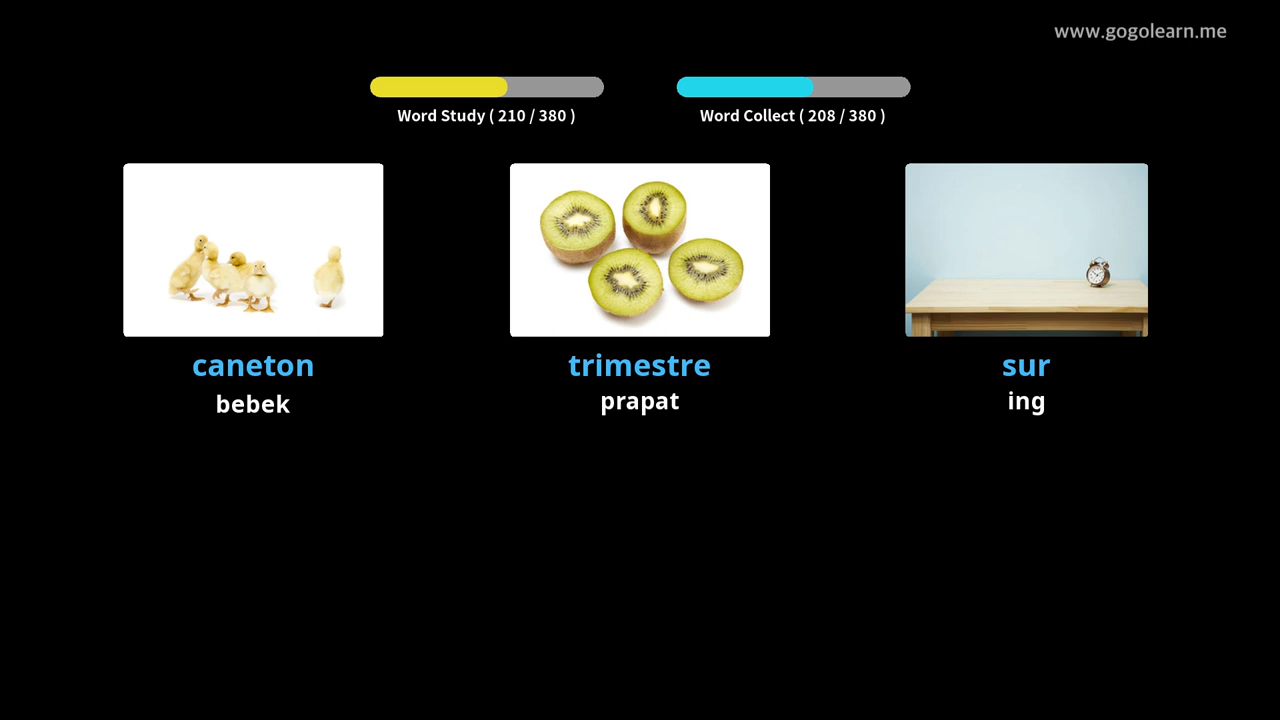 www.gogolearn.me
Word Study ( 210 / 380 )
Word Collect ( 208 / 380 )
caneton
bebek
trimestre
prapat
sur
ing